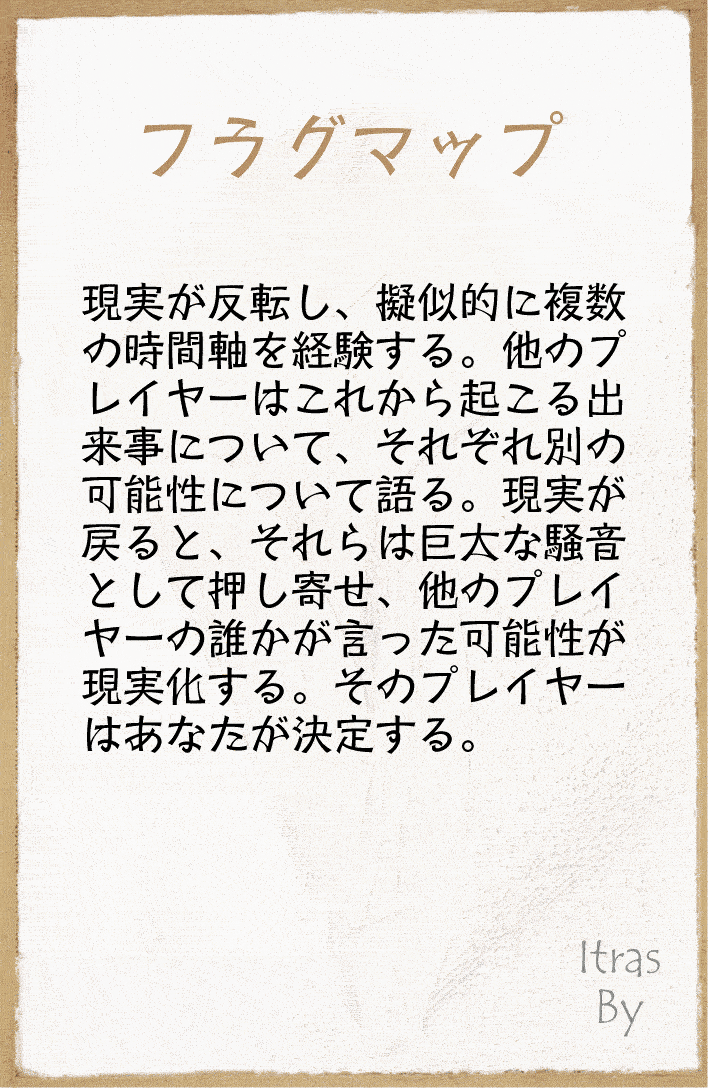 フラグマップ
現実が反転し、擬似的に複数
の時間軸を経験する。他のプ
レイヤーはこれから起こる出
来事について、それぞれ別の
可能性について語る。現実が
戻ると、それらは巨大な騒音
として押し寄せ、他のプレイ
ヤーの誰かが言った可能性が
現実化する。そのプレイヤー
はあなたが決定する。
Itras
By